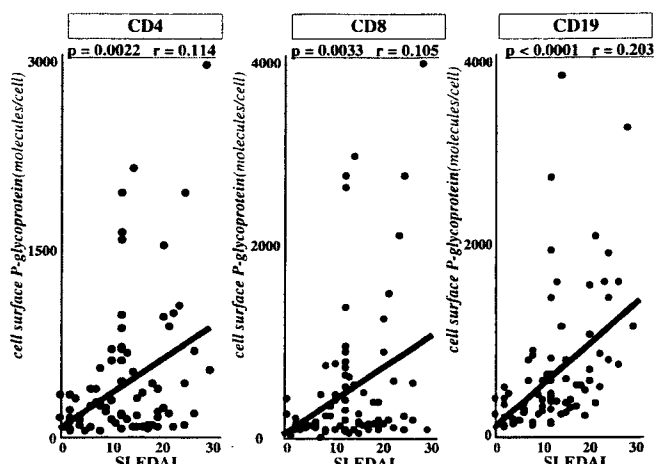 CD4 CD8 CD19
p = 0.0022 r = 0.114 p = 0.0033 r = 0.105 p < 0.0001 r = 0.203
cell surface P-glycoprotein(molecules/cell)
3000
1500
0
0 10 20 30
SLEDAI
cell surface P-glycoprotein(molecules/cell)
4000
2000
0
0 10 20 30
SLEDAI
cell surface P-glycoprotein(molecules/cell)
4000
2000
0
0 10 20 30
SLEDAI